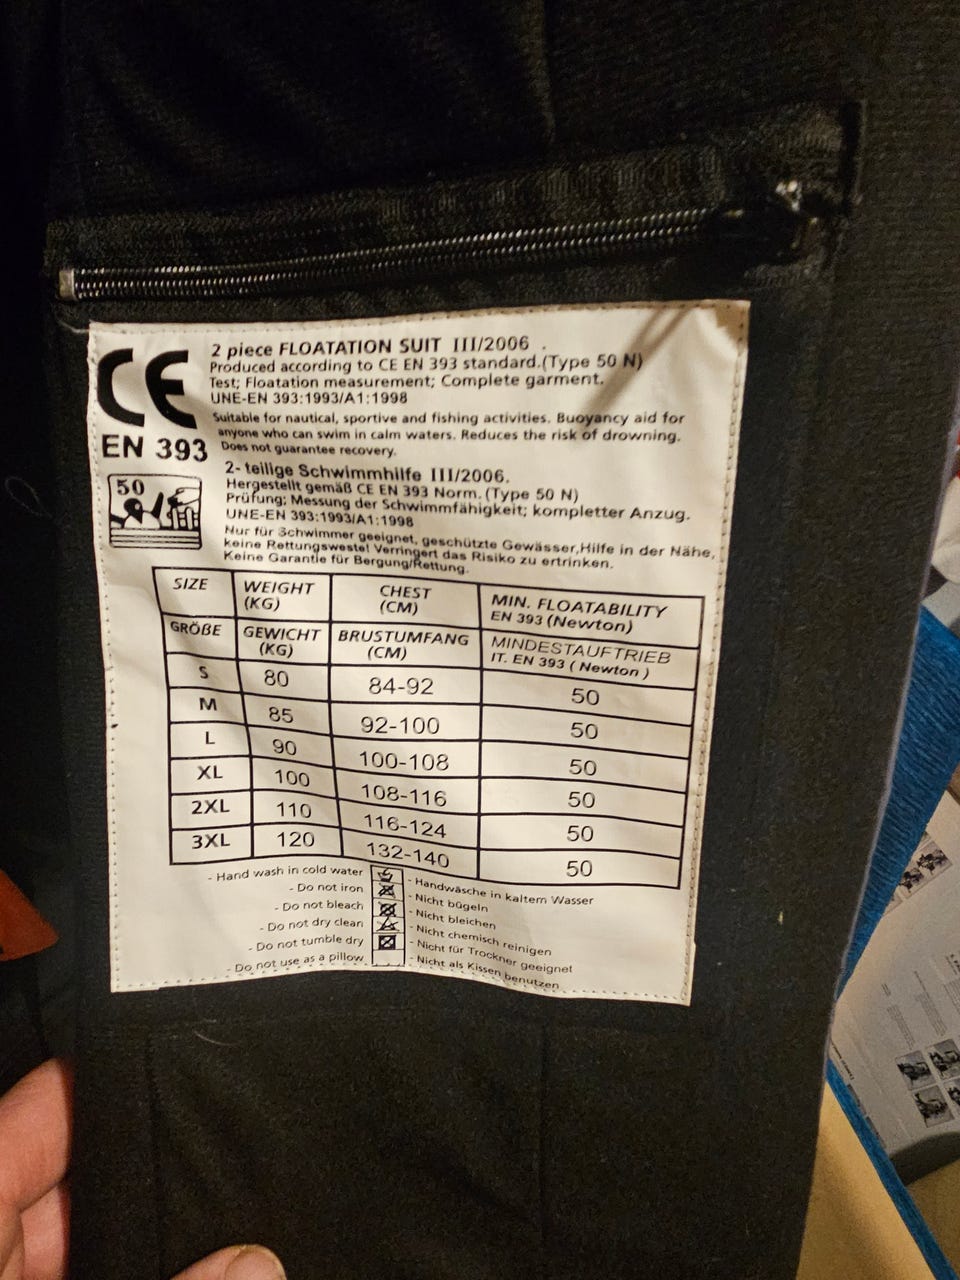 CE
EN 393
50
2 piece FLOATATION SUIT III/2006 .
Produced according to CE EN 393 standard.(Type 50 N)
Test; Floatation measurement; Complete garment.
UNE-EN 393:1993/A1:1998
Suitable for nautical, sportive and fishing activities. Buoyancy aid for
anyone who can swim in calm waters. Reduces the risk of drowning.
Does not guarantee recovery.
2- teilige Schwimmhilfe III/2006.
Hergestellt gemäß CE EN 393 Norm. (Type 50 N)
Prüfung; Messung der Schwimmfähigkeit; kompletter Anzug.
UNE-EN 393:1993/A1:1998
Nur für Schwimmer geeignet, geschützte Gewässer,Hilfe in der Nähe,
keine Rettungsweste! Verringert das Risiko zu ertrinken.
Keine Garantie für Bergung/Rettung.
SIZE WEIGHT (KG) CHEST (CM) MIN. FLOATABILITY EN 393 (Newton)
GRÖßE GEWICHT (KG) BRUSTUMFANG (CM) MINDESTAUFTRIEB IT. EN 393 ( Newton )
S 80 84-92 50
M 85 92-100 50
L 90 100-108 50
XL 100 108-116 50
2XL 110 116-124 50
3XL 120 132-140 50
- Hand wash in cold water
- Do not iron
- Do not bleach
- Do not dry clean
- Do not tumble dry
- Do not use as a pillow
- Handwäsche in kaltem Wasser
- Nicht bügeln
- Nicht bleichen
- Nicht chemisch reinigen
- Nicht für Trockner geeignet
- Nicht als Kissen benutzen